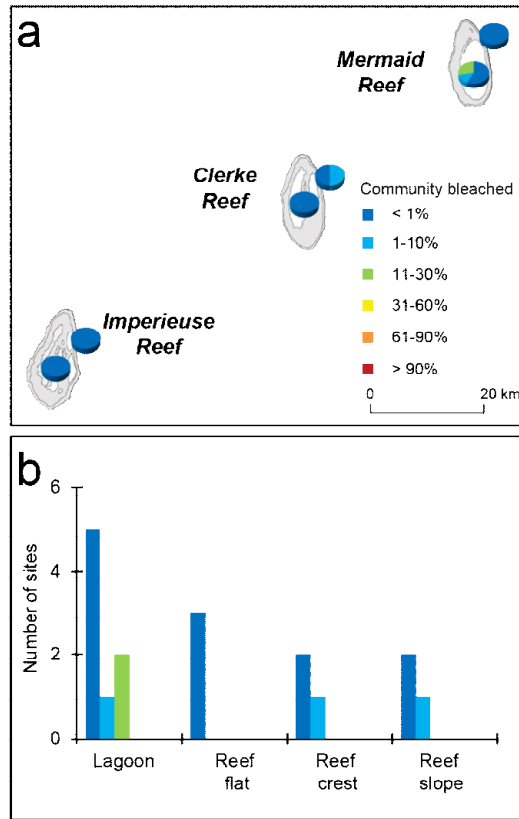 a
Mermaid
Reef
Clerke
Reef
Community bleached
< 1%
1-10%
11-30%
31-60%
61-90%
> 90%
Imperieuse
Reef
0 20 km
b
Number of sites
6
4
2
0
Lagoon Reef Reef Reef
flat crest slope